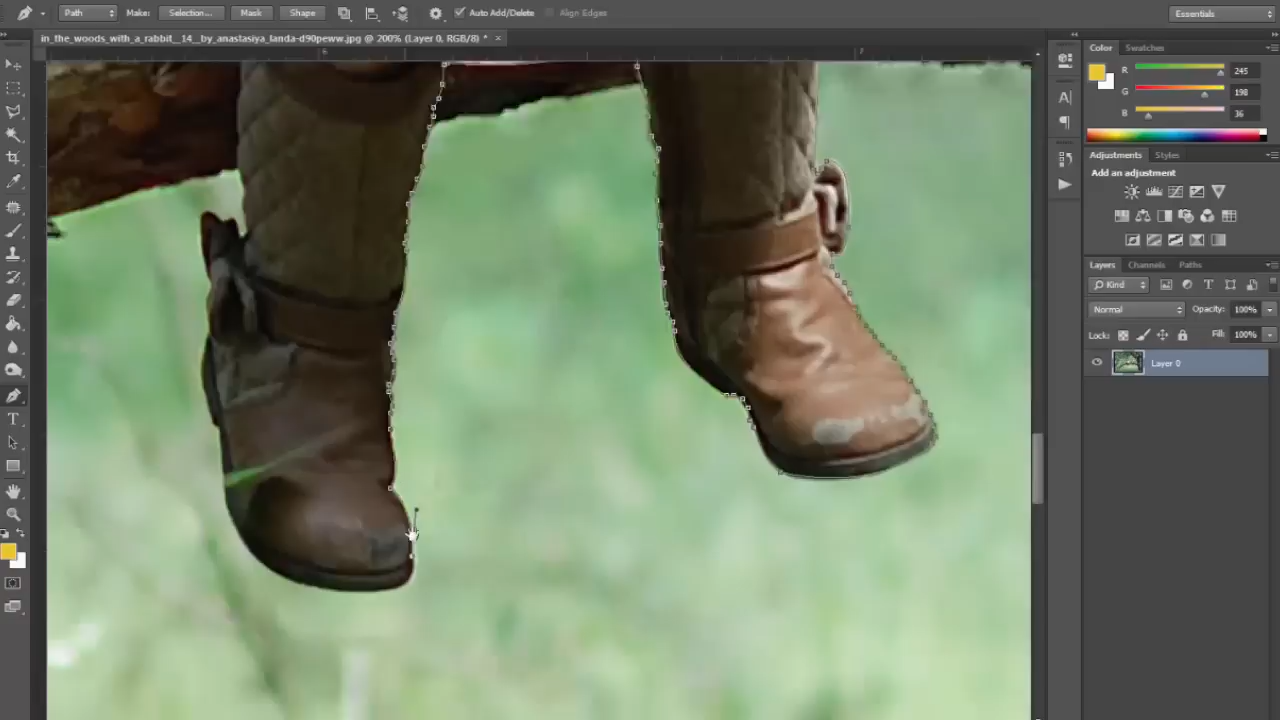 Path Make: Selection... Mask Shape Auto Add/Delete Align Edges Essentials
in_the_woods_with_a_rabbit__14__by_anastasiya_landa-d90peww.jpg @ 200% (Layer 0, RGB/8) * ×
6 7
Color Swatches
R 245
G 198
B 36
Adjustments Styles
Add an adjustment
Layers Channels Paths
Kind
Normal Opacity: 100%
Lock: Fill: 100%
Layer 0